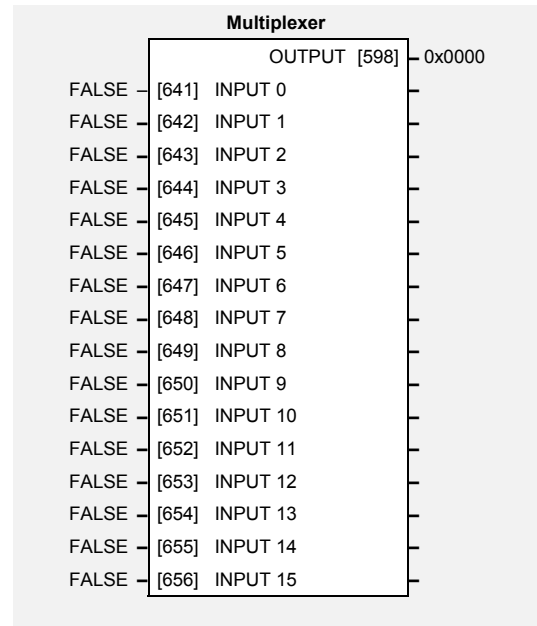 Multiplexer
OUTPUT [598] 0x0000
FALSE [641] INPUT 0
FALSE [642] INPUT 1
FALSE [643] INPUT 2
FALSE [644] INPUT 3
FALSE [645] INPUT 4
FALSE [646] INPUT 5
FALSE [647] INPUT 6
FALSE [648] INPUT 7
FALSE [649] INPUT 8
FALSE [650] INPUT 9
FALSE [651] INPUT 10
FALSE [652] INPUT 11
FALSE [653] INPUT 12
FALSE [654] INPUT 13
FALSE [655] INPUT 14
FALSE [656] INPUT 15